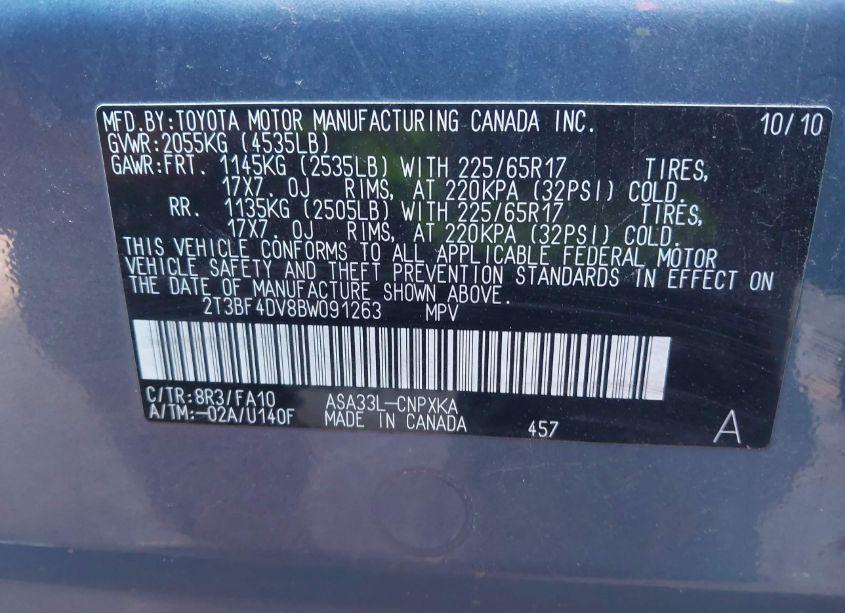 MFD.BY:TOYOTA MOTOR MANUFACTURING CANADA INC. 10/10
GVWR:2055KG (4535LB)
GAWR:FRT. 1145KG (2535LB) WITH 225/65R17 TIRES,
17X7.0J RIMS, AT 220KPA (32PSI) COLD.
RR. 1135KG (2505LB) WITH 225/65R17 TIRES,
17X7.0J RIMS, AT 220KPA (32PSI) COLD.
THIS VEHICLE CONFORMS TO ALL APPLICABLE FEDERAL MOTOR
VEHICLE SAFETY AND THEFT PREVENTION STANDARDS IN EFFECT ON
THE DATE OF MANUFACTURE SHOWN ABOVE.
2T3BF4DV8BW091263 MPV
C/TR:8R3/FA10 ASA33L-CNPXKA
A/TM:-02A/U140F MADE IN CANADA 457 A